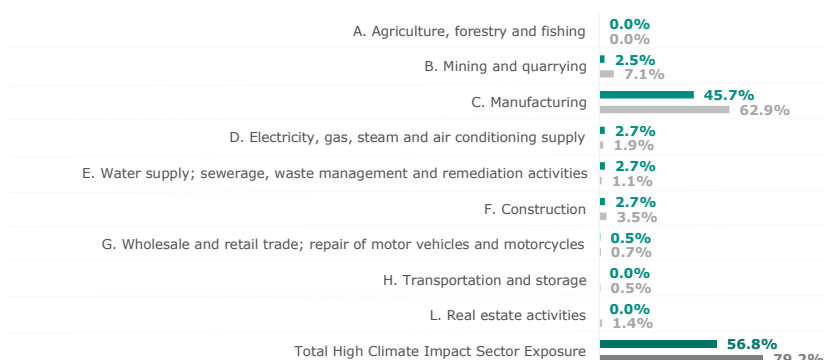 A. Agriculture, forestry and fishing 0.0%
0.0%
B. Mining and quarrying 2.5%
7.1%
C. Manufacturing 45.7%
62.9%
D. Electricity, gas, steam and air conditioning supply 2.7%
1.9%
E. Water supply; sewerage, waste management and remediation activities 2.7%
1.1%
F. Construction 2.7%
3.5%
G. Wholesale and retail trade; repair of motor vehicles and motorcycles 0.5%
0.7%
H. Transportation and storage 0.0%
0.5%
L. Real estate activities 0.0%
1.4%
Total High Climate Impact Sector Exposure 56.8%
79.2%